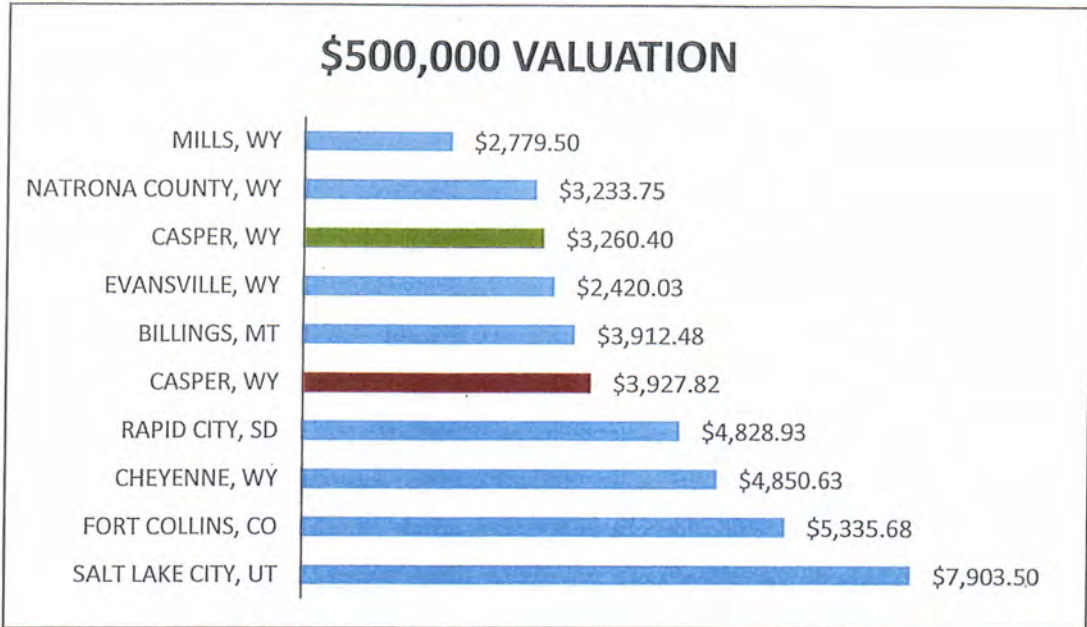 $500,000 VALUATION
MILLS, WY $2,779.50
NATRONA COUNTY, WY $3,233.75
CASPER, WY $3,260.40
EVANSVILLE, WY $2,420.03
BILLINGS, MT $3,912.48
CASPER, WY $3,927.82
RAPID CITY, SD $4,828.93
CHEYENNE, WY $4,850.63
FORT COLLINS, CO $5,335.68
SALT LAKE CITY, UT $7,903.50